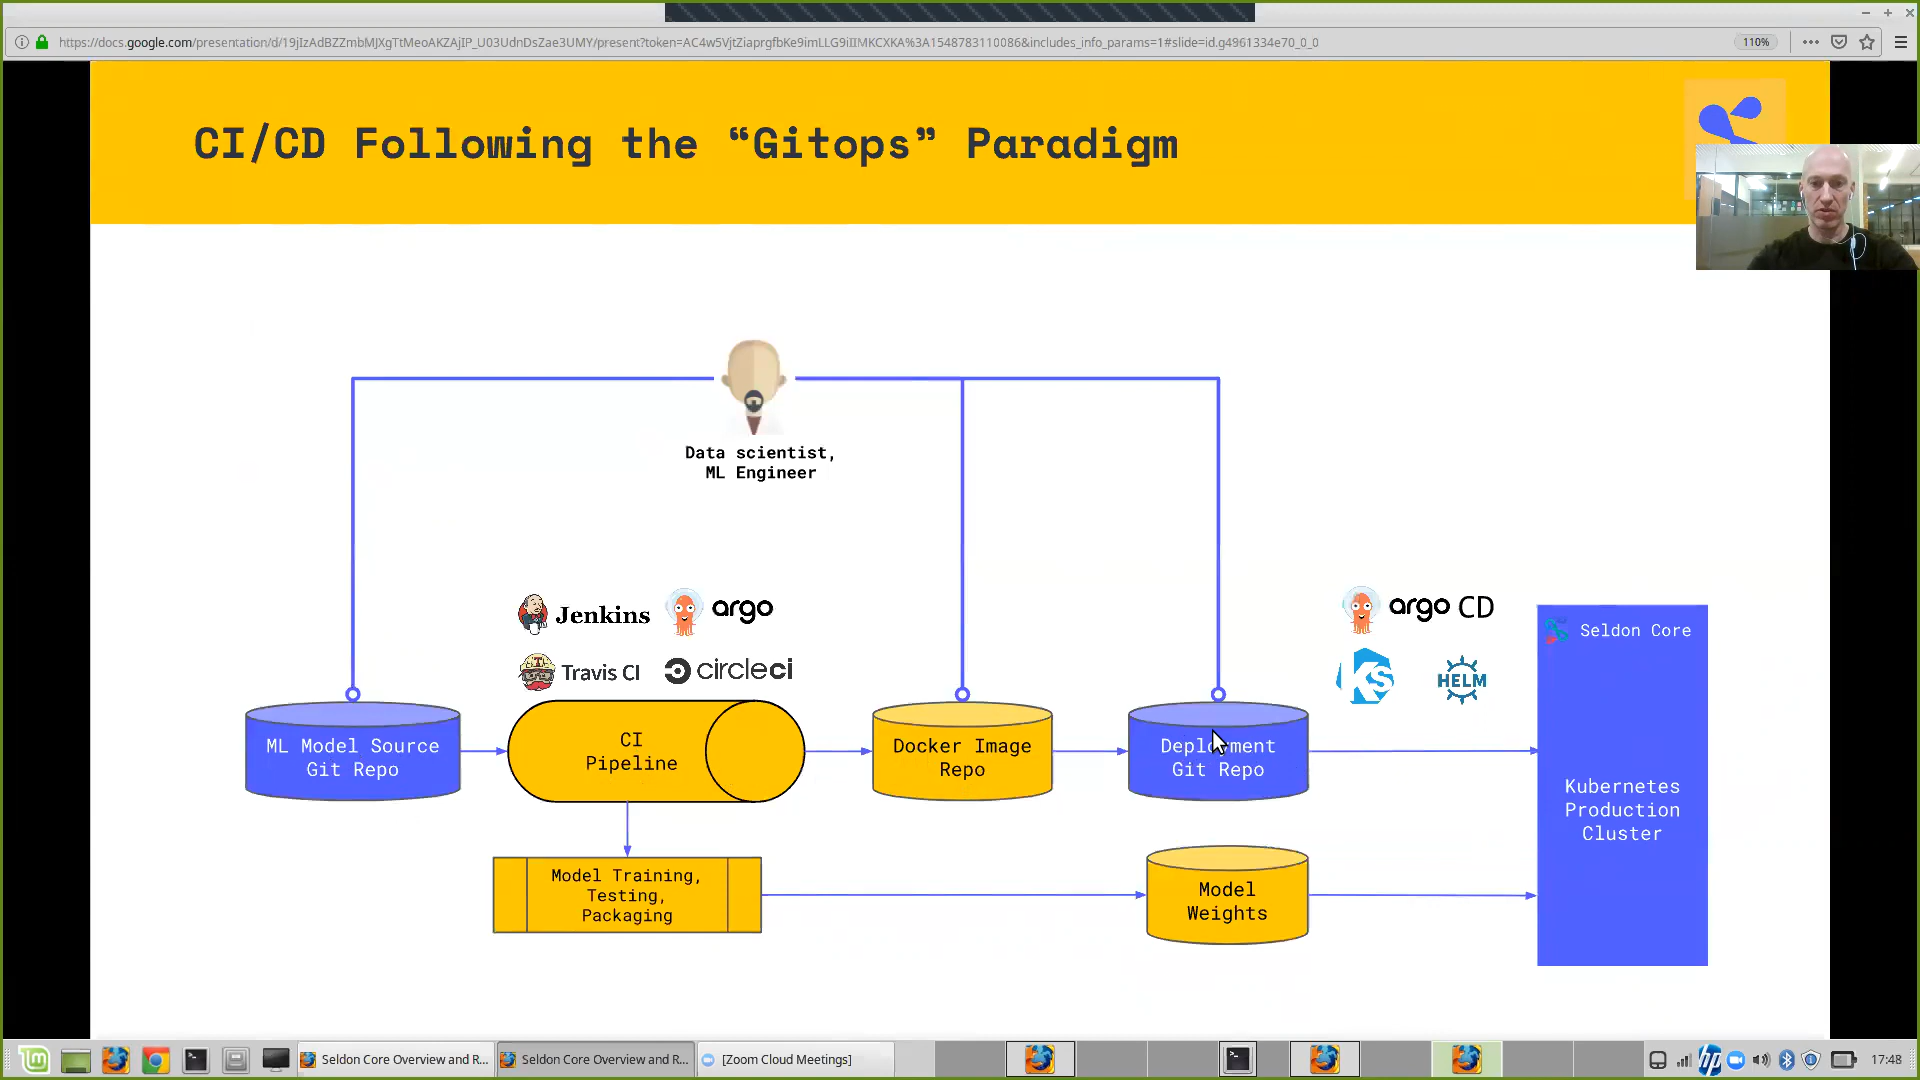 https://docs.google.com/presentation/d/19jIzAdBZZmbMJXgTtMeoAKZAjIP_U03UdnDsZae3UMY/present?token=AC4w5VjtZiaprgfbKe9imLLG9iIIMKCXKA%3A1548783110086&includes_info_params=1#slide=id.g4961334e70_0_0
110%
CI/CD Following the “Gitops” Paradigm
Data scientist,
ML Engineer
Jenkins
argo
Travis CI
circleci
argo CD
KS
HELM
Seldon Core
ML Model Source
Git Repo
CI
Pipeline
Docker Image
Repo
Deployment
Git Repo
Kubernetes
Production
Cluster
Model Training,
Testing,
Packaging
Model
Weights
Seldon Core Overview and R...
Seldon Core Overview and R...
[Zoom Cloud Meetings]
hp
17:48